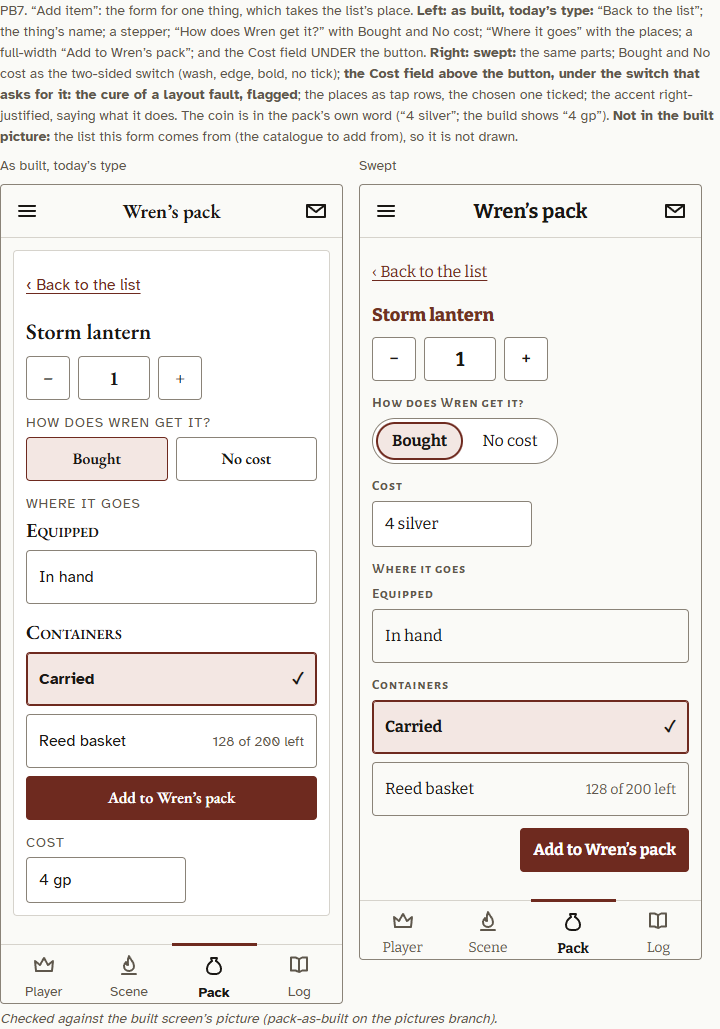 PB7. “Add item”: the form for one thing, which takes the list’s place. Left: as built, today’s type: “Back to the list”;
the thing’s name; a stepper; “How does Wren get it?” with Bought and No cost; “Where it goes” with the places; a
full-width “Add to Wren’s pack”; and the Cost field UNDER the button. Right: swept: the same parts; Bought and No
cost as the two-sided switch (wash, edge, bold, no tick); the Cost field above the button, under the switch that
asks for it: the cure of a layout fault, flagged; the places as tap rows, the chosen one ticked; the accent right-
justified, saying what it does. The coin is in the pack’s own word (“4 silver”; the build shows “4 gp”). Not in the built
picture: the list this form comes from (the catalogue to add from), so it is not drawn.
As built, today’s type
Wren’s pack
‹ Back to the list
Storm lantern
− 1 +
HOW DOES WREN GET IT?
Bought No cost
WHERE IT GOES
Equipped
In hand
Containers
Carried ✓
Reed basket 128 of 200 left
Add to Wren’s pack
COST
4 gp
Player Scene Pack Log
Swept
Wren’s pack
‹ Back to the list
Storm lantern
− 1 +
How does Wren get it?
Bought No cost
Cost
4 silver
Where it goes
Equipped
In hand
Containers
Carried ✓
Reed basket 128 of 200 left
Add to Wren’s pack
Player Scene Pack Log
Checked against the built screen’s picture (pack-as-built on the pictures branch).